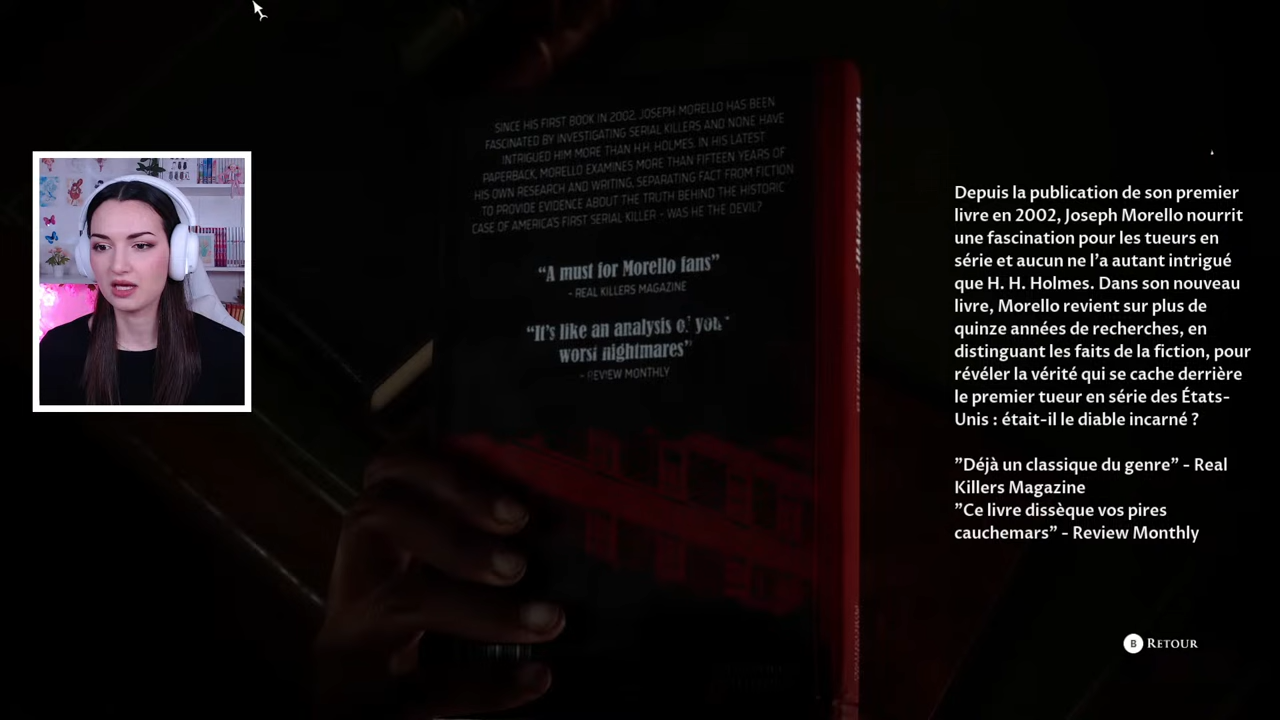 SINCE HIS FIRST BOOK IN 2002, JOSEPH MORELLO HAS BEEN
FASCINATED BY INVESTIGATING SERIAL KILLERS AND NONE HAVE
INTRIGUED HIM MORE THAN H.H. HOLMES. IN HIS LATEST
PAPERBACK, MORELLO EXAMINES MORE THAN FIFTEEN YEARS OF
HIS OWN RESEARCH AND WRITING, SEPARATING FACT FROM FICTION
TO PROVIDE EVIDENCE ABOUT THE TRUTH BEHIND THE HISTORIC
CASE OF AMERICA'S FIRST SERIAL KILLER - WAS HE THE DEVIL?
“A must for Morello fans”
- REAL KILLERS MAGAZINE
“It's like an analysis of your
worst nightmares”
- REVIEW MONTHLY
Depuis la publication de son premier
livre en 2002, Joseph Morello nourrit
une fascination pour les tueurs en
série et aucun ne l'a autant intrigué
que H. H. Holmes. Dans son nouveau
livre, Morello revient sur plus de
quinze années de recherches, en
distinguant les faits de la fiction, pour
révéler la vérité qui se cache derrière
le premier tueur en série des États-
Unis : était-il le diable incarné ?
”Déjà un classique du genre” - Real
Killers Magazine
”Ce livre dissèque vos pires
cauchemars” - Review Monthly
B RETOUR